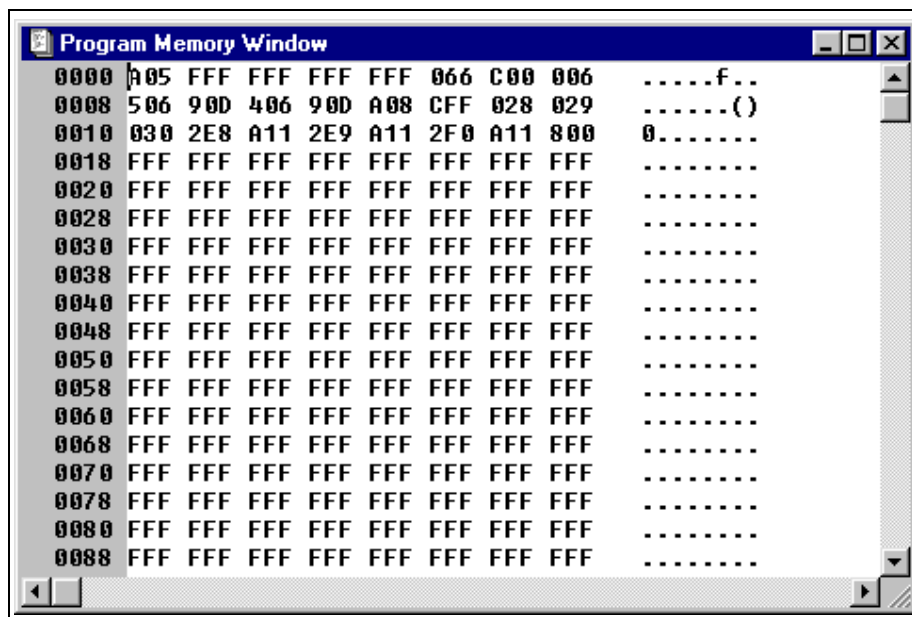 Program Memory Window
0000 A05 FFF FFF FFF FFF 066 C00 006 .....f..
0008 506 90D 406 90D A08 CFF 028 029 ......()
0010 030 2E8 A11 2E9 A11 2F0 A11 800 0.......
0018 FFF FFF FFF FFF FFF FFF FFF FFF ........
0020 FFF FFF FFF FFF FFF FFF FFF FFF ........
0028 FFF FFF FFF FFF FFF FFF FFF FFF ........
0030 FFF FFF FFF FFF FFF FFF FFF FFF ........
0038 FFF FFF FFF FFF FFF FFF FFF FFF ........
0040 FFF FFF FFF FFF FFF FFF FFF FFF ........
0048 FFF FFF FFF FFF FFF FFF FFF FFF ........
0050 FFF FFF FFF FFF FFF FFF FFF FFF ........
0058 FFF FFF FFF FFF FFF FFF FFF FFF ........
0060 FFF FFF FFF FFF FFF FFF FFF FFF ........
0068 FFF FFF FFF FFF FFF FFF FFF FFF ........
0070 FFF FFF FFF FFF FFF FFF FFF FFF ........
0078 FFF FFF FFF FFF FFF FFF FFF FFF ........
0080 FFF FFF FFF FFF FFF FFF FFF FFF ........
0088 FFF FFF FFF FFF FFF FFF FFF FFF ........